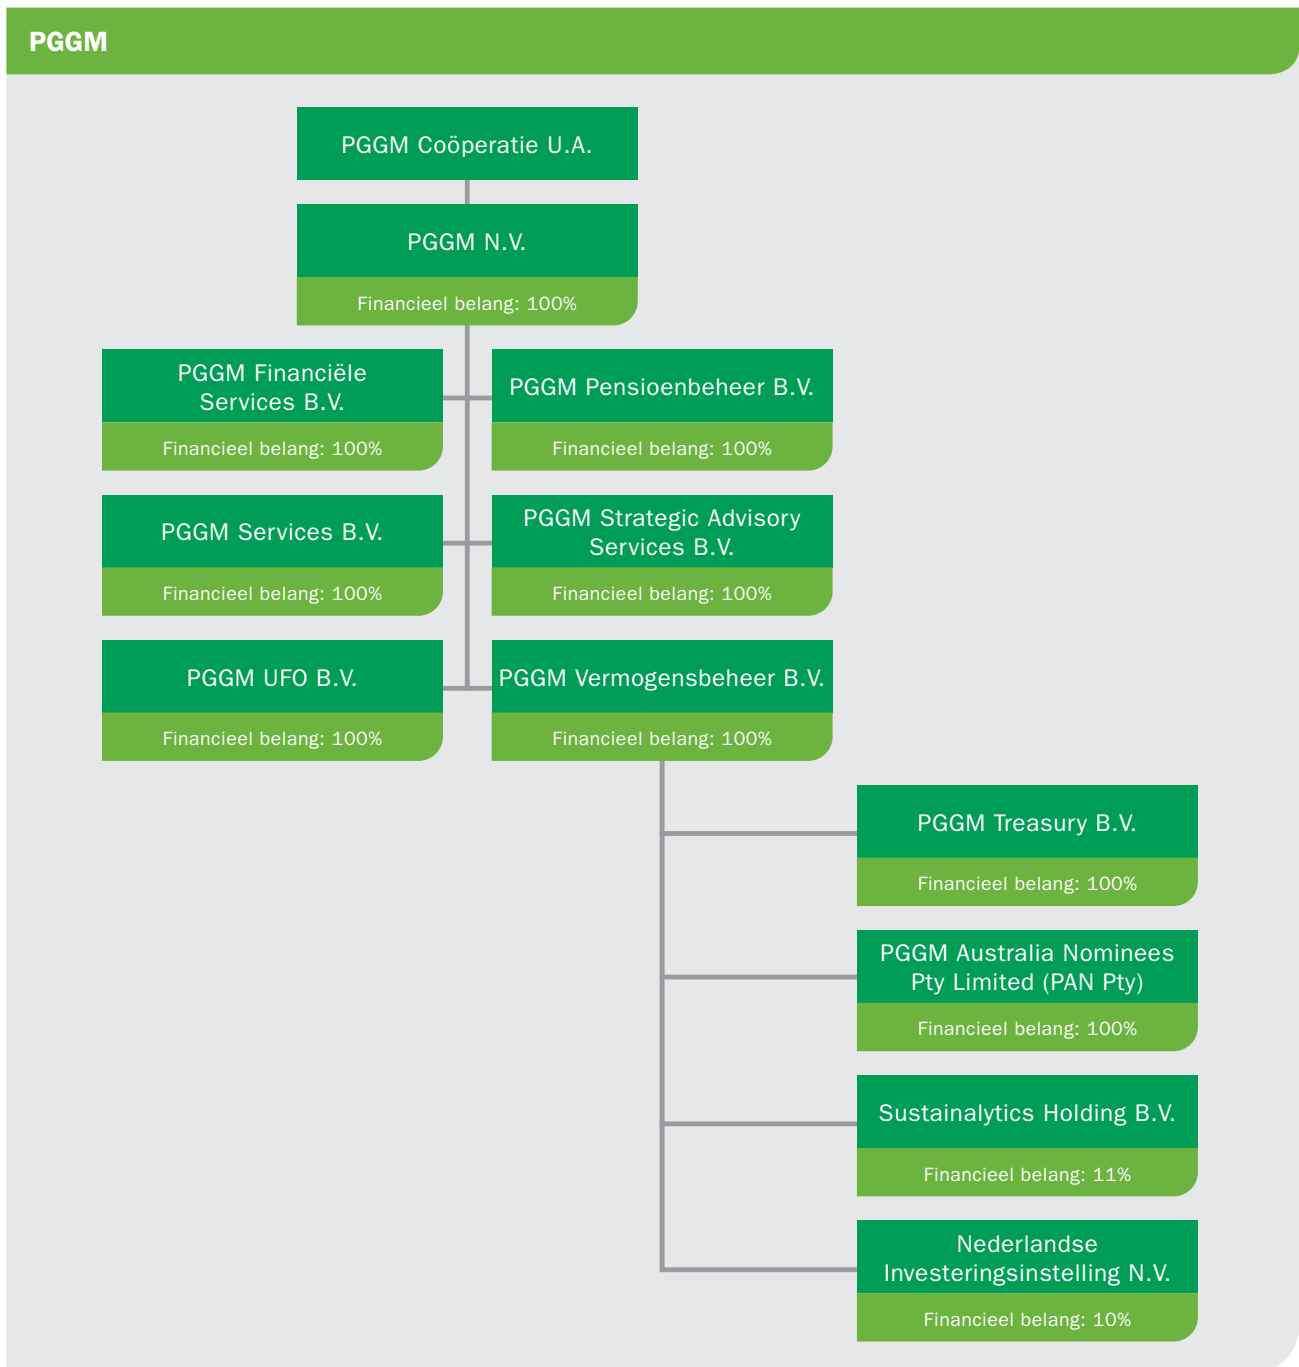 PGGM
PGGM Coöperatie U.A.
PGGM N.V.
Financieel belang: 100%
PGGM Financiële
Services B.V.
Financieel belang: 100%
PGGM Pensioenbeheer B.V.
Financieel belang: 100%
PGGM Services B.V.
Financieel belang: 100%
PGGM Strategic Advisory
Services B.V.
Financieel belang: 100%
PGGM UFO B.V.
Financieel belang: 100%
PGGM Vermogensbeheer B.V.
Financieel belang: 100%
PGGM Treasury B.V.
Financieel belang: 100%
PGGM Australia Nominees
Pty Limited (PAN Pty)
Financieel belang: 100%
Sustainalytics Holding B.V.
Financieel belang: 11%
Nederlandse
Investeringsinstelling N.V.
Financieel belang: 10%